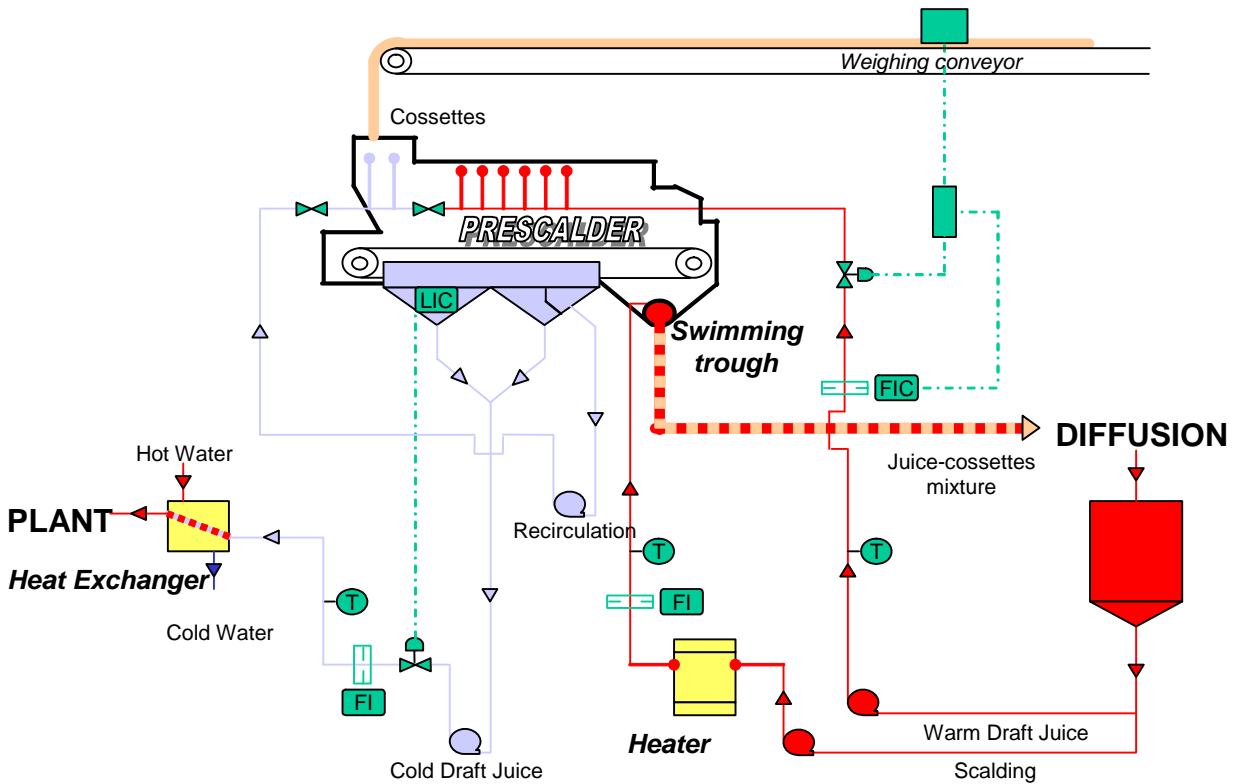 Weighing conveyor
Cossettes
PRESCALDER
LIC
Swimming
trough
FIC
DIFFUSION
Juice-cossettes
mixture
Hot Water
PLANT
Recirculation
Heat Exchanger
T
T
T
FI
Cold Water
FI
Heater
Warm Draft Juice
Cold Draft Juice
Scalding